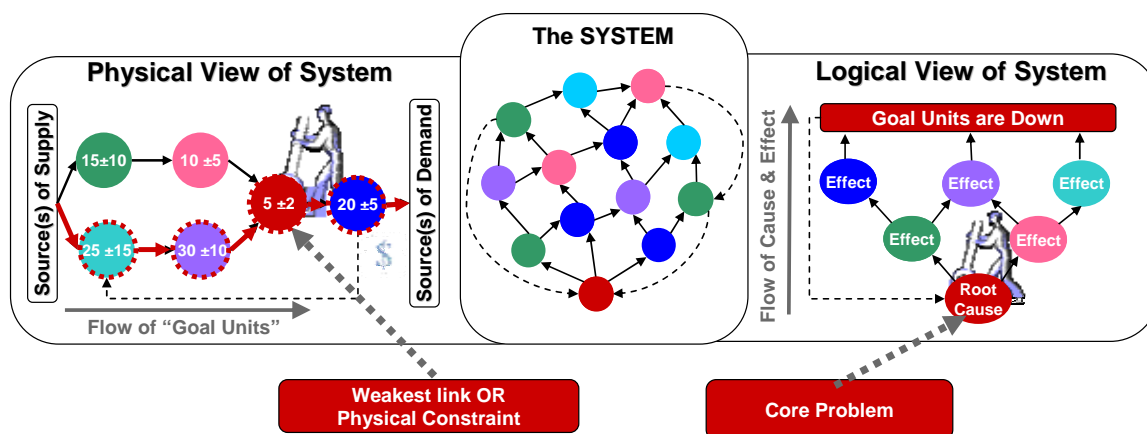 The SYSTEM
Physical View of System
Logical View of System
Source(s) of Supply
15±10
10 ±5
5 ±2
20 ±5
25 ±15
30 ±10
$
Source(s) of Demand
Flow of “Goal Units”
Flow of Cause & Effect
Goal Units are Down
Effect
Effect
Effect
Effect
Effect
Root
Cause
Weakest link OR
Physical Constraint
Core Problem